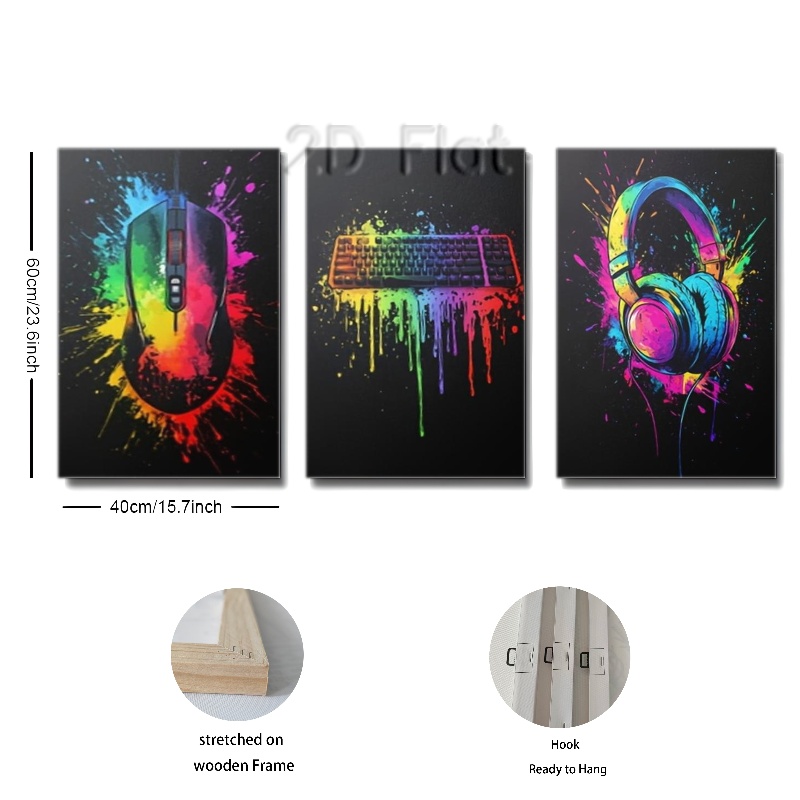 2D Flat
60cm/23.6inch
40cm/15.7inch
stretched on
wooden Frame
Hook
Ready to Hang